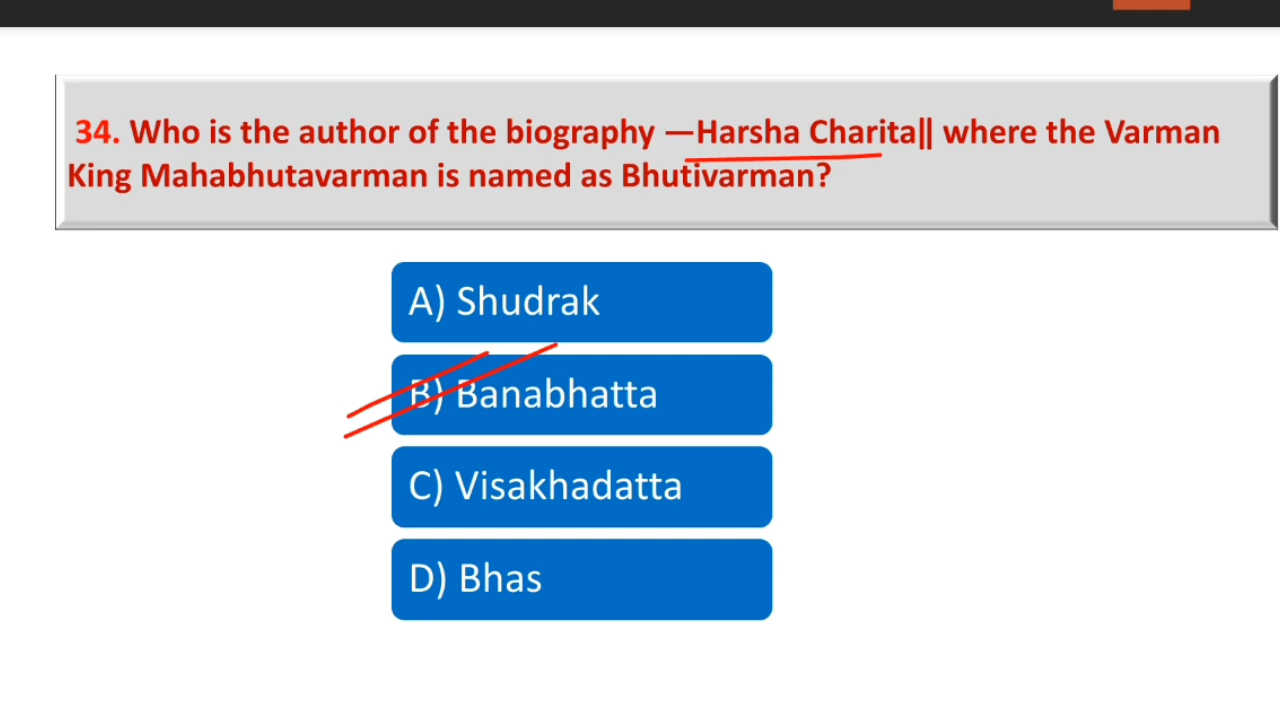 34. Who is the author of the biography —Harsha Charita‖ where the Varman
King Mahabhutavarman is named as Bhutivarman?
A) Shudrak
B) Banabhatta
C) Visakhadatta
D) Bhas